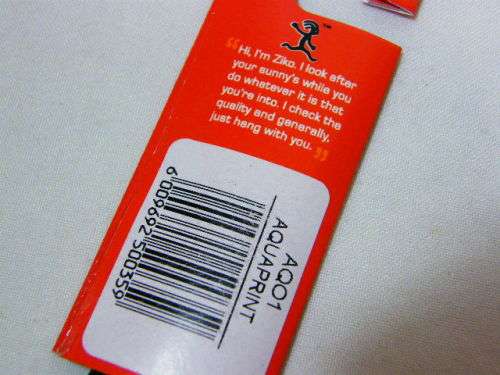 ™
“Hi, I'm Ziko. I look after
your sunny's while you
do whatever it is that
you're into. I check the
quality and generally,
just hang with you.”
6009692500359
AQ01
AQUAPRINT